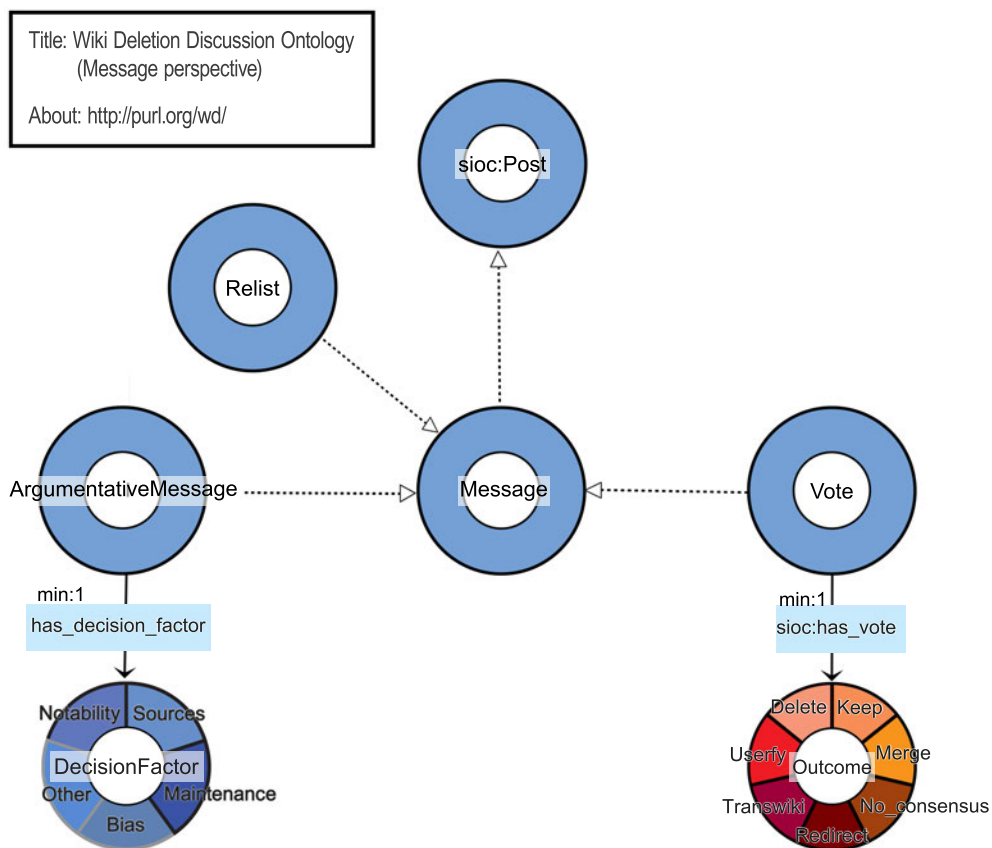 Title: Wiki Deletion Discussion Ontology
(Message perspective)
About: http://purl.org/wd/
sioc:Post
Relist
ArgumentativeMessage
Message
Vote
min:1
has_decision_factor
min:1
sioc:has_vote
Notability
Sources
DecisionFactor
Other
Maintenance
Bias
Delete
Keep
Userfy
Merge
Outcome
Transwiki
No_consensus
Redirect